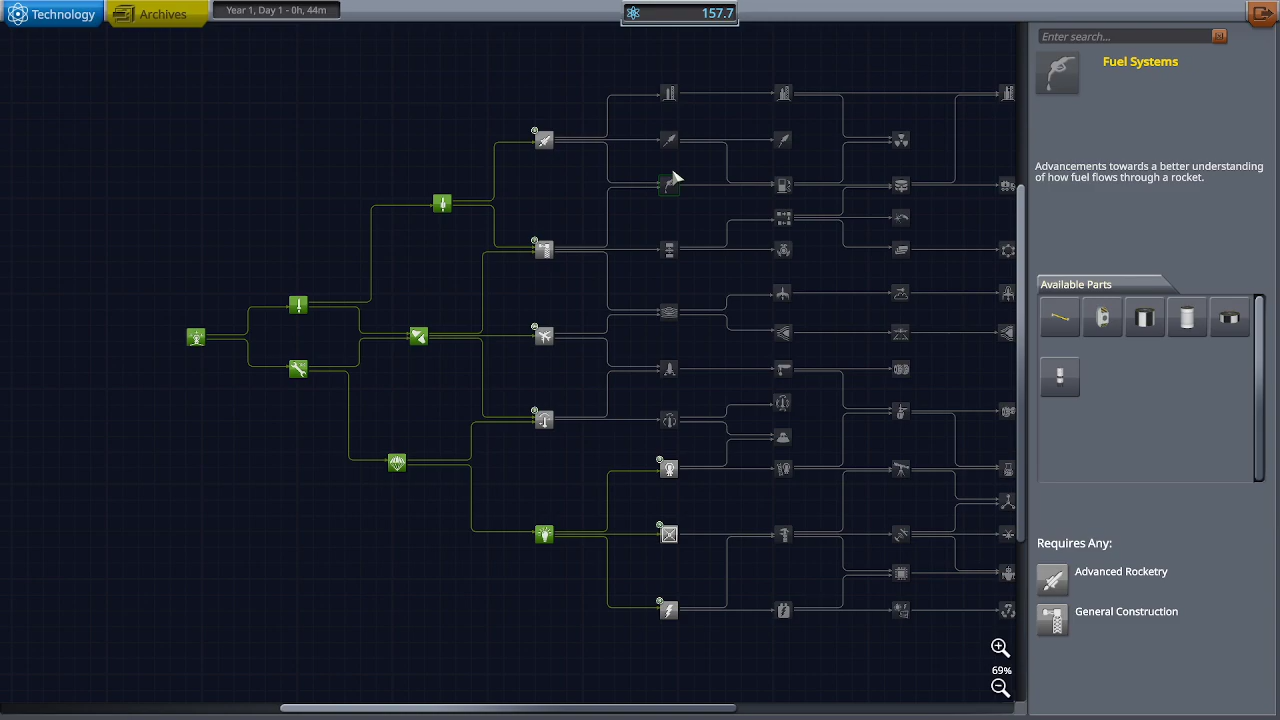 Technology
Archives
Year 1, Day 1 - 0h, 44m
157.7
Enter search...
Fuel Systems
Advancements towards a better understanding
of how fuel flows through a rocket.
Available Parts
Requires Any:
Advanced Rocketry
General Construction
69%